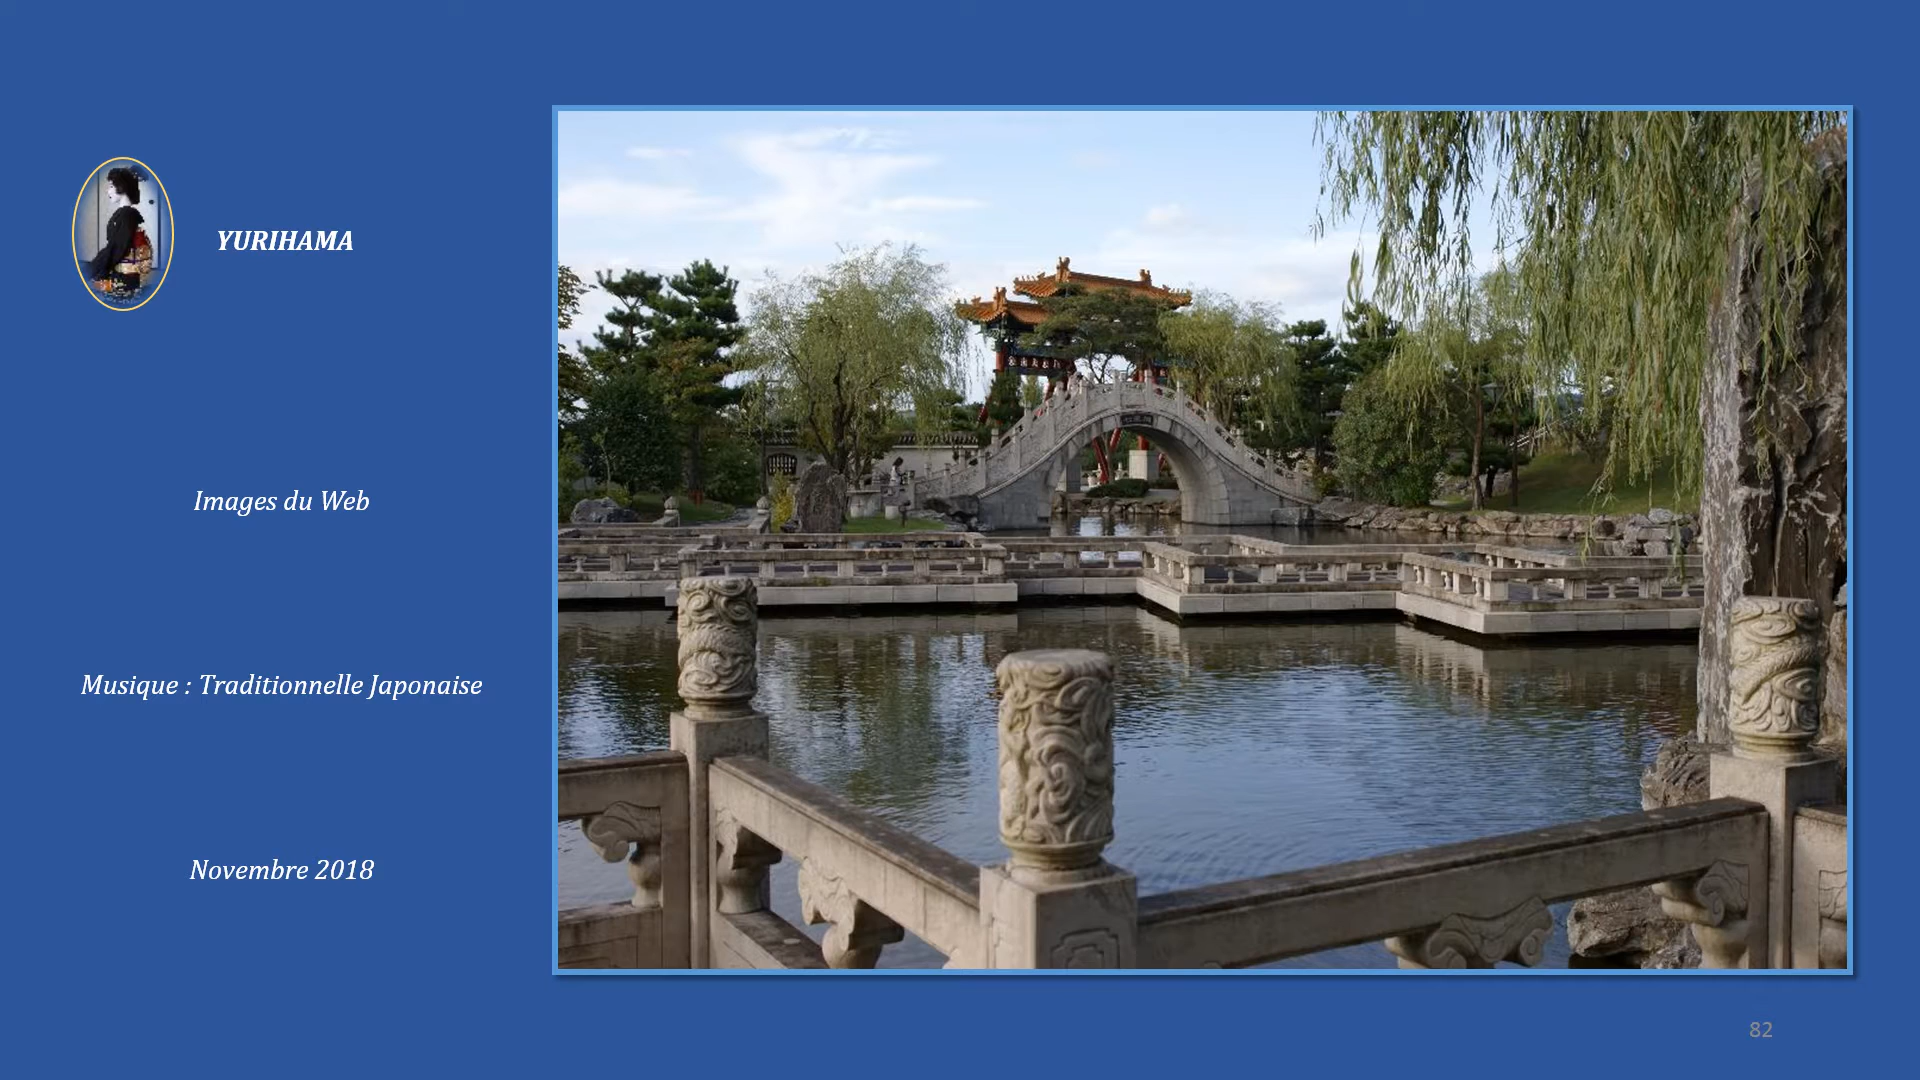 YURIHAMA
Images du Web
Musique : Traditionnelle Japonaise
Novembre 2018
82